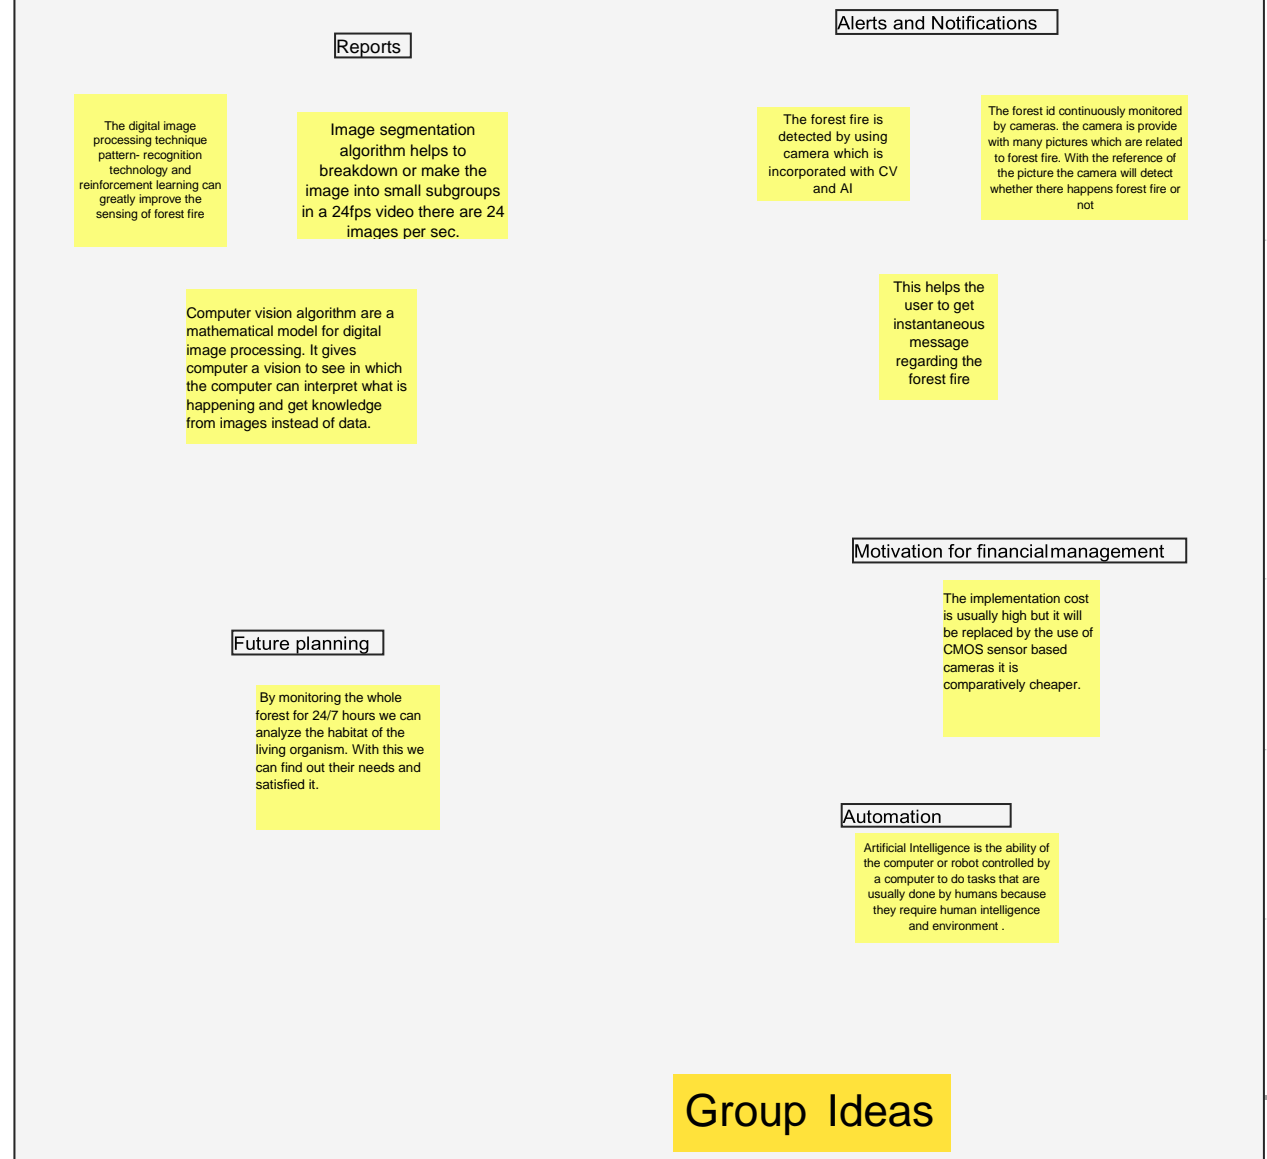 Reports
The digital image
processing technique
pattern- recognition
technology and
reinforcement learning can
greatly improve the
sensing of forest fire
Image segmentation
algorithm helps to
breakdown or make the
image into small subgroups
in a 24fps video there are 24
images per sec.
Computer vision algorithm are a
mathematical model for digital
image processing. It gives
computer a vision to see in which
the computer can interpret what is
happening and get knowledge
from images instead of data.
Alerts and Notifications
The forest fire is
detected by using
camera which is
incorporated with CV
and AI
The forest id continuously monitored
by cameras. the camera is provide
with many pictures which are related
to forest fire. With the reference of
the picture the camera will detect
whether there happens forest fire or
not
This helps the
user to get
instantaneous
message
regarding the
forest fire
Future planning
By monitoring the whole
forest for 24/7 hours we can
analyze the habitat of the
living organism. With this we
can find out their needs and
satisfied it.
Motivation for financial management
The implementation cost
is usually high but it will
be replaced by the use of
CMOS sensor based
cameras it is
comparatively cheaper.
Automation
Artificial Intelligence is the ability of
the computer or robot controlled by
a computer to do tasks that are
usually done by humans because
they require human intelligence
and environment .
Group Ideas